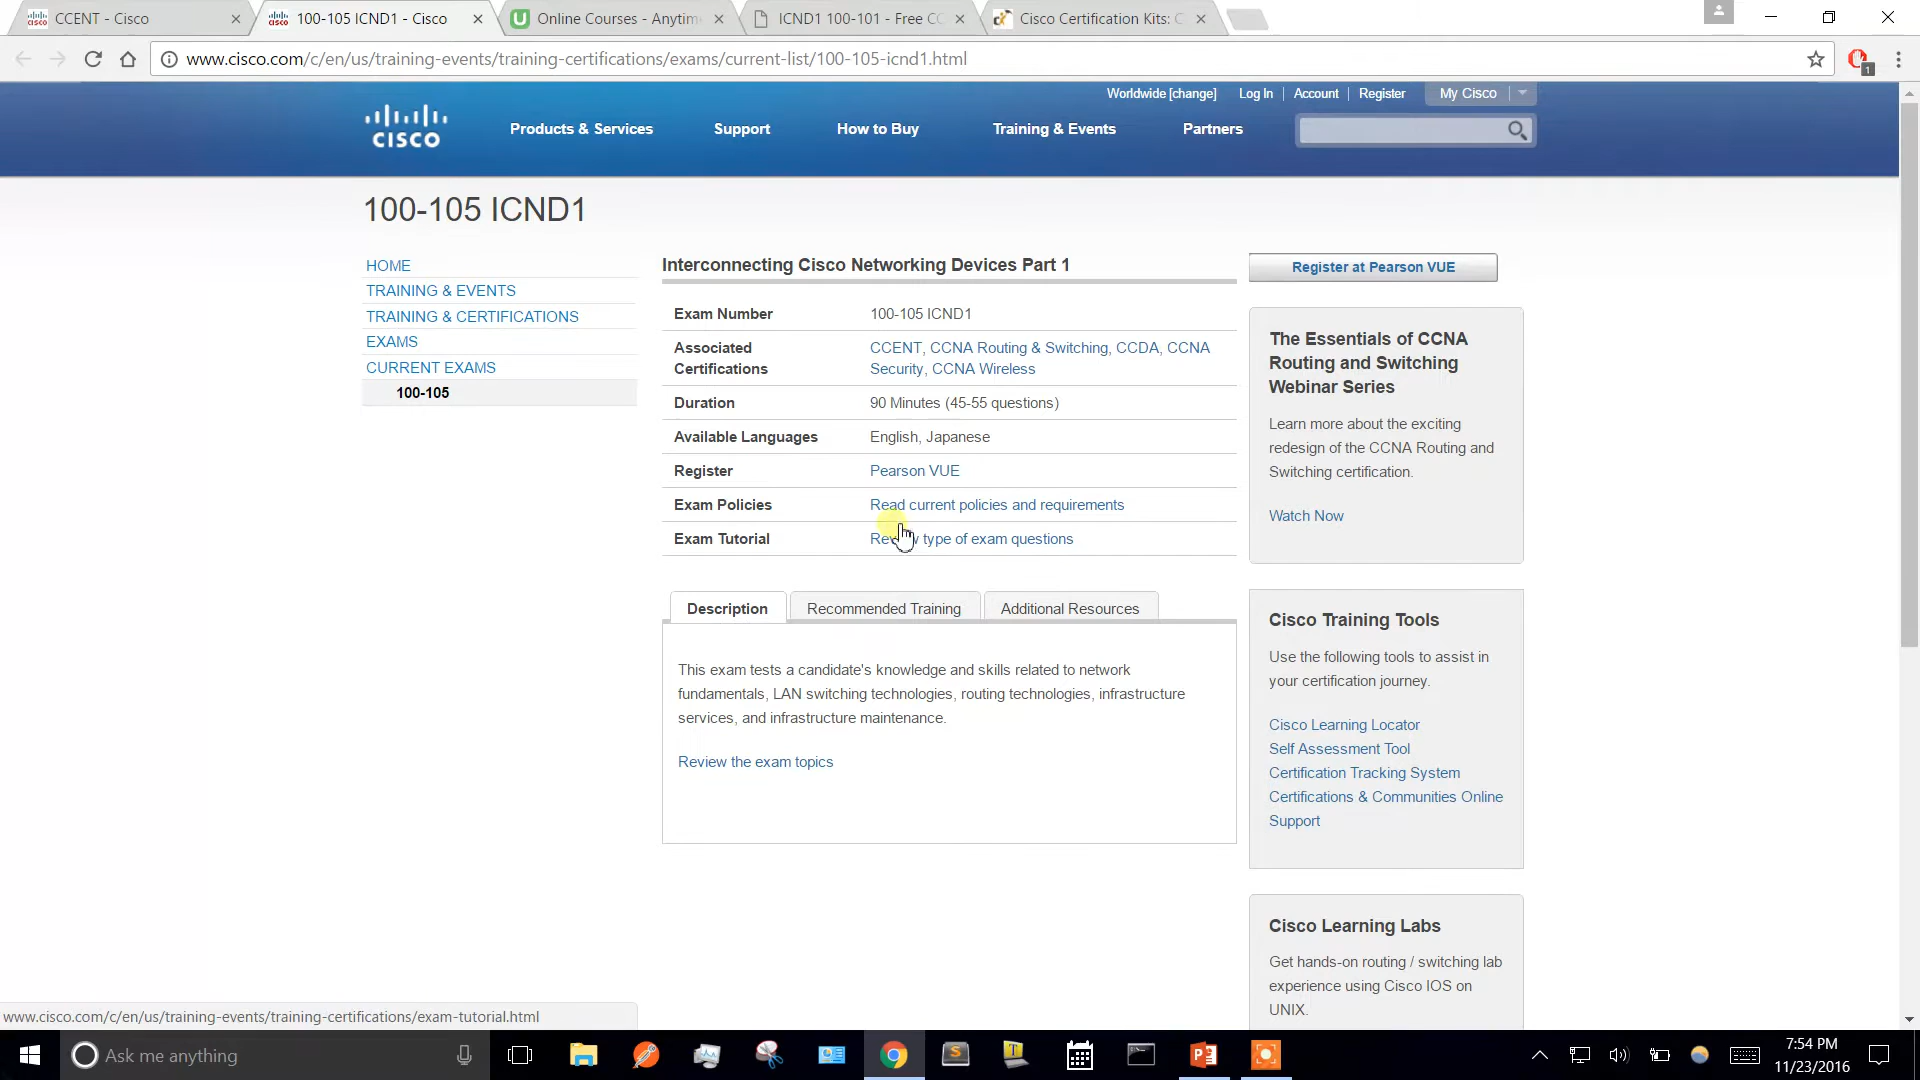 CCENT - Cisco
100-105 ICND1 - Cisco
Online Courses - Anytim
ICND1 100-101 - Free CC
Cisco Certification Kits: C
www.cisco.com/c/en/us/training-events/training-certifications/exams/current-list/100-105-icnd1.html
1
Worldwide [change]
Log In
Account
Register
My Cisco
CISCO
Products & Services
Support
How to Buy
Training & Events
Partners
100-105 ICND1
HOME
TRAINING & EVENTS
TRAINING & CERTIFICATIONS
EXAMS
CURRENT EXAMS
100-105
Interconnecting Cisco Networking Devices Part 1
Exam Number 100-105 ICND1
Associated Certifications CCENT, CCNA Routing & Switching, CCDA, CCNA
Security, CCNA Wireless
Duration 90 Minutes (45-55 questions)
Available Languages English, Japanese
Register Pearson VUE
Exam Policies Read current policies and requirements
Exam Tutorial Review type of exam questions
Description
Recommended Training
Additional Resources
This exam tests a candidate's knowledge and skills related to network
fundamentals, LAN switching technologies, routing technologies, infrastructure
services, and infrastructure maintenance.
Review the exam topics
Register at Pearson VUE
The Essentials of CCNA
Routing and Switching
Webinar Series
Learn more about the exciting
redesign of the CCNA Routing and
Switching certification.
Watch Now
Cisco Training Tools
Use the following tools to assist in
your certification journey.
Cisco Learning Locator
Self Assessment Tool
Certification Tracking System
Certifications & Communities Online
Support
Cisco Learning Labs
Get hands-on routing / switching lab
experience using Cisco IOS on
UNIX.
www.cisco.com/c/en/us/training-events/training-certifications/exam-tutorial.html
Ask me anything
7:54 PM
11/23/2016